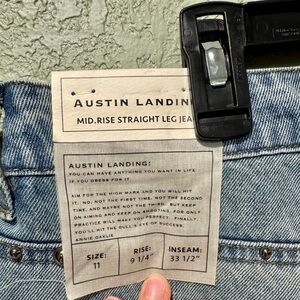 AUSTIN LANDIN
MID.RISE STRAIGHT LEG JEA
AUSTIN LANDING:
YOU CAN HAVE ANYTHING YOU WANT IN LIFE
IF YOU DRESS FOR IT.
AIM FOR THE HIGH MARK AND YOU WILL HIT
IT. NO, NOT THE FIRST TIME, NOT THE SECOND
TIME, AND MAYBE NOT THE THIRD. BUT KEEP
ON AIMING AND KEEP ON SHOOTING, FOR ONLY
PRACTICE WILL MAKE YOU PERFECT. FINALLY
YOU'LL HIT THE BULL'S EYE OF SUCCESS.
ANNIE OAKLIE
SIZE: RISE: INSEAM:
11 9 1/4" 33 1/2"